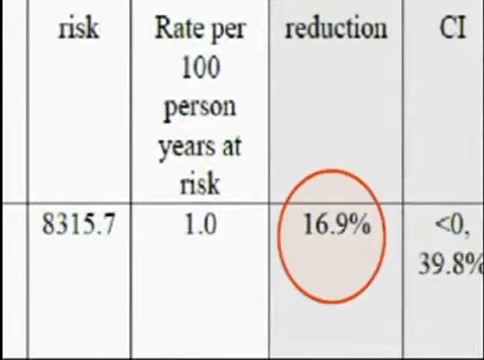 risk
Rate per
100
person
years at
risk
reduction
CI
8315.7
1.0
16.9%
<0,
39.8%